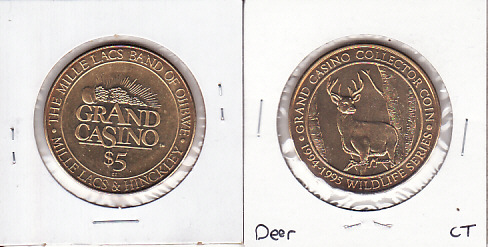 • THE MILLE LACS BAND OF OJIBWE •
GRAND
CASINO
$5
MILLE LACS & HINCKLEY
• GRAND CASINO COLLECTOR COIN •
1994-1995 WILDLIFE SERIES
Deer
CT